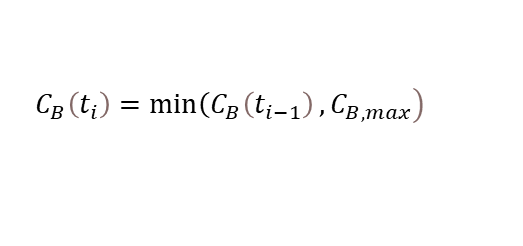 C_B(t_i) = min(C_B(t_{i−1}), C_{B,max})